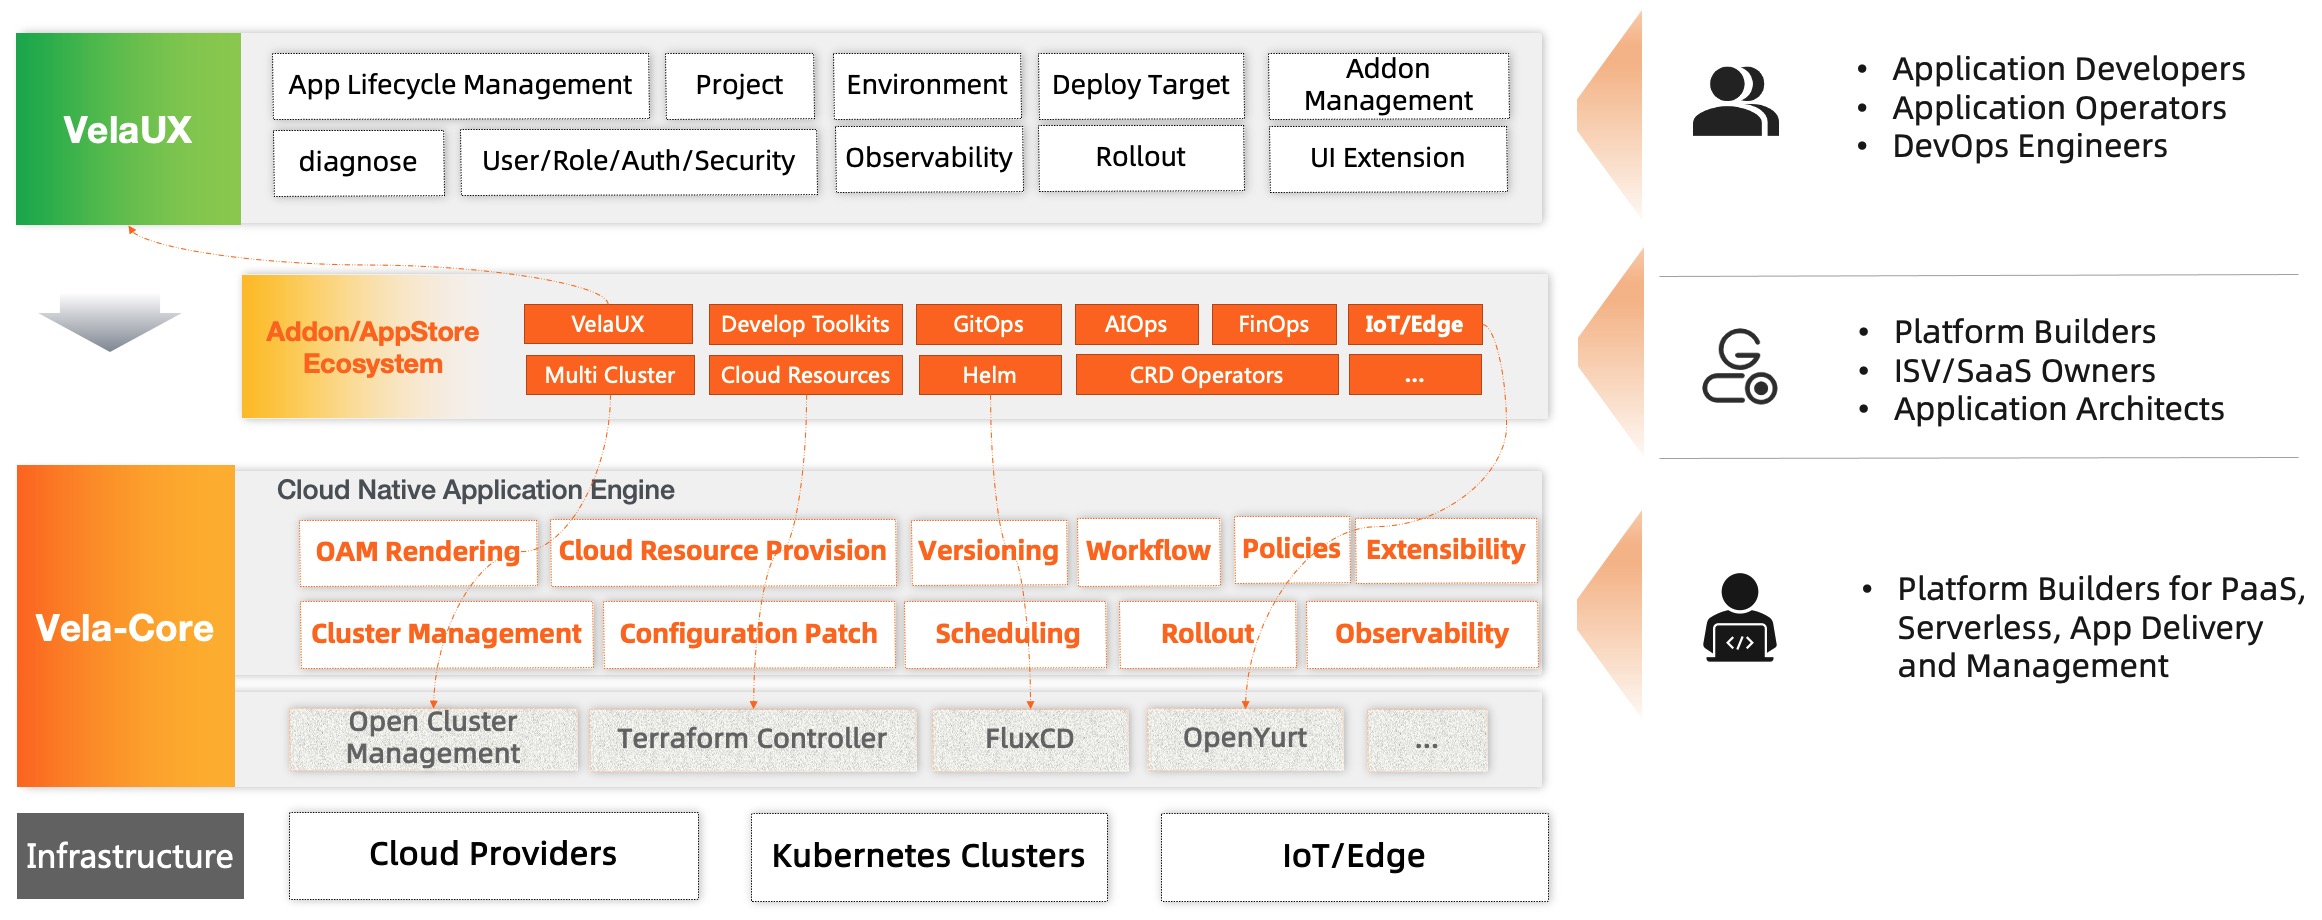 VelaUX
App Lifecycle Management
Project
Environment
Deploy Target
Addon
Management
diagnose
User/Role/Auth/Security
Observability
Rollout
UI Extension
• Application Developers
• Application Operators
• DevOps Engineers
Addon/AppStore
Ecosystem
VelaUX
Develop Toolkits
GitOps
AIOps
FinOps
IoT/Edge
Multi Cluster
Cloud Resources
Helm
CRD Operators
...
• Platform Builders
• ISV/SaaS Owners
• Application Architects
Vela-Core
Cloud Native Application Engine
OAM Rendering
Cloud Resource Provision
Versioning
Workflow
Policies
Extensibility
Cluster Management
Configuration Patch
Scheduling
Rollout
Observability
Open Cluster
Management
Terraform Controller
FluxCD
OpenYurt
...
</>
• Platform Builders for PaaS,
Serverless, App Delivery
and Management
Infrastructure
Cloud Providers
Kubernetes Clusters
IoT/Edge